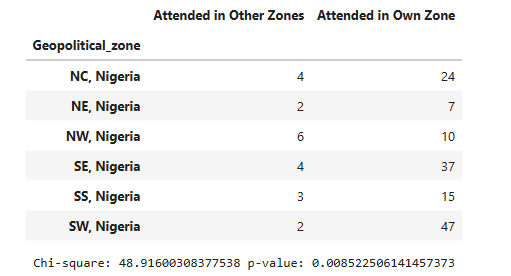 Attended in Other Zones Attended in Own Zone
Geopolitical_zone
NC, Nigeria 4 24
NE, Nigeria 2 7
NW, Nigeria 6 10
SE, Nigeria 4 37
SS, Nigeria 3 15
SW, Nigeria 2 47
Chi-square: 48.91600308377538 p-value: 0.008522506141457373